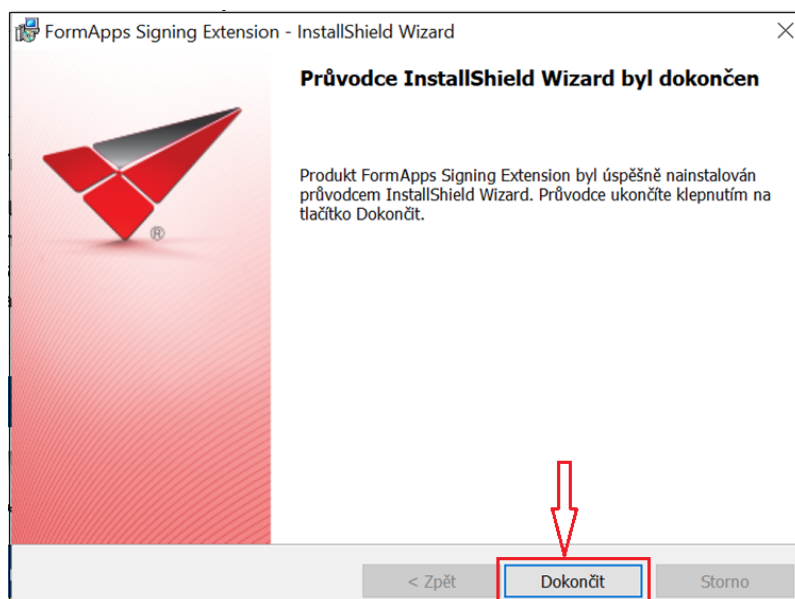 FormApps Signing Extension - InstallShield Wizard
Průvodce InstallShield Wizard byl dokončen
Produkt FormApps Signing Extension byl úspěšně nainstalován
průvodcem InstallShield Wizard. Průvodce ukončíte klepnutím na
tlačítko Dokončit.
®
< Zpět
Dokončit
Storno